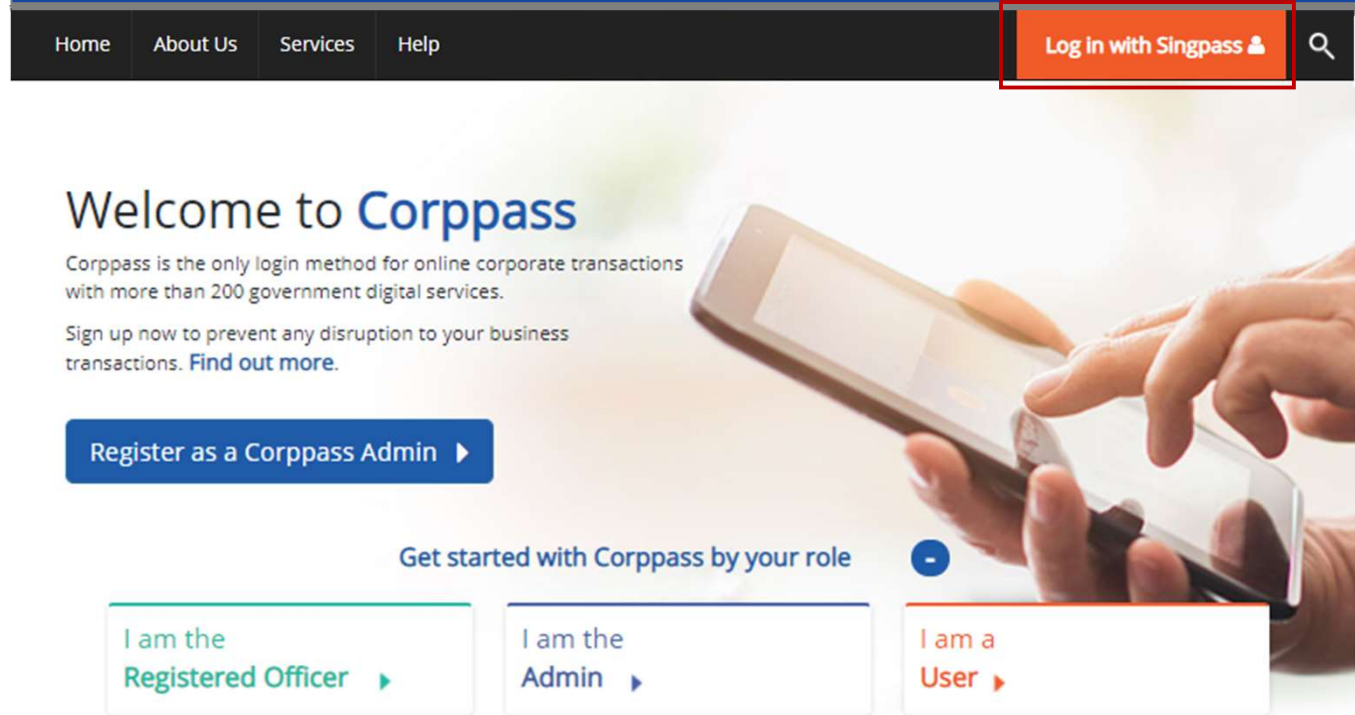 Home About Us Services Help Log in with Singpass
Welcome to Corppass
Corppass is the only login method for online corporate transactions
with more than 200 government digital services.
Sign up now to prevent any disruption to your business
transactions. Find out more.
Register as a Corppass Admin
Get started with Corppass by your role -
I am the
Registered Officer
I am the
Admin
I am a
User